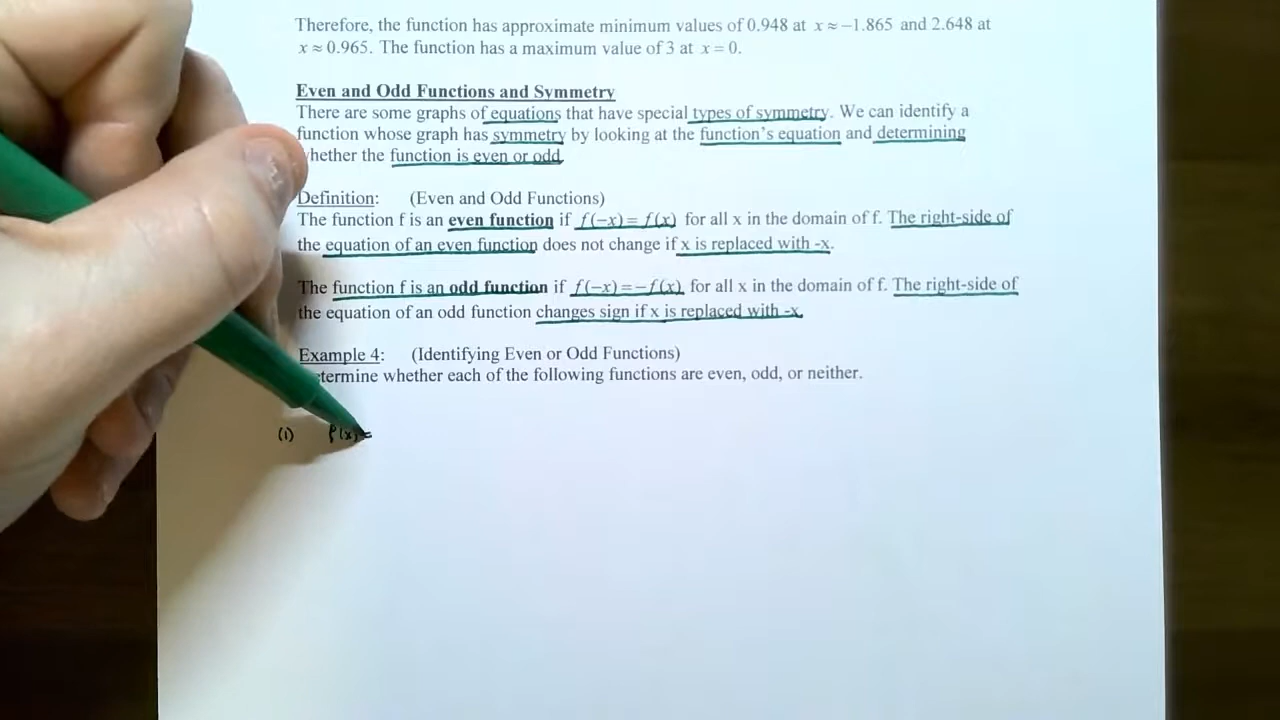 Therefore, the function has approximate minimum values of 0.948 at x ≈ −1.865 and 2.648 at
x ≈ 0.965. The function has a maximum value of 3 at x = 0.
Even and Odd Functions and Symmetry
There are some graphs of equations that have special types of symmetry. We can identify a
function whose graph has symmetry by looking at the function's equation and determining
hether the function is even or odd.
Definition: (Even and Odd Functions)
The function f is an even function if f(−x) = f(x) for all x in the domain of f. The right-side of
the equation of an even function does not change if x is replaced with -x.
The function f is an odd function if f(−x) = −f(x) for all x in the domain of f. The right-side of
the equation of an odd function changes sign if x is replaced with -x.
Example 4: (Identifying Even or Odd Functions)
termine whether each of the following functions are even, odd, or neither.
(1) f(x)=